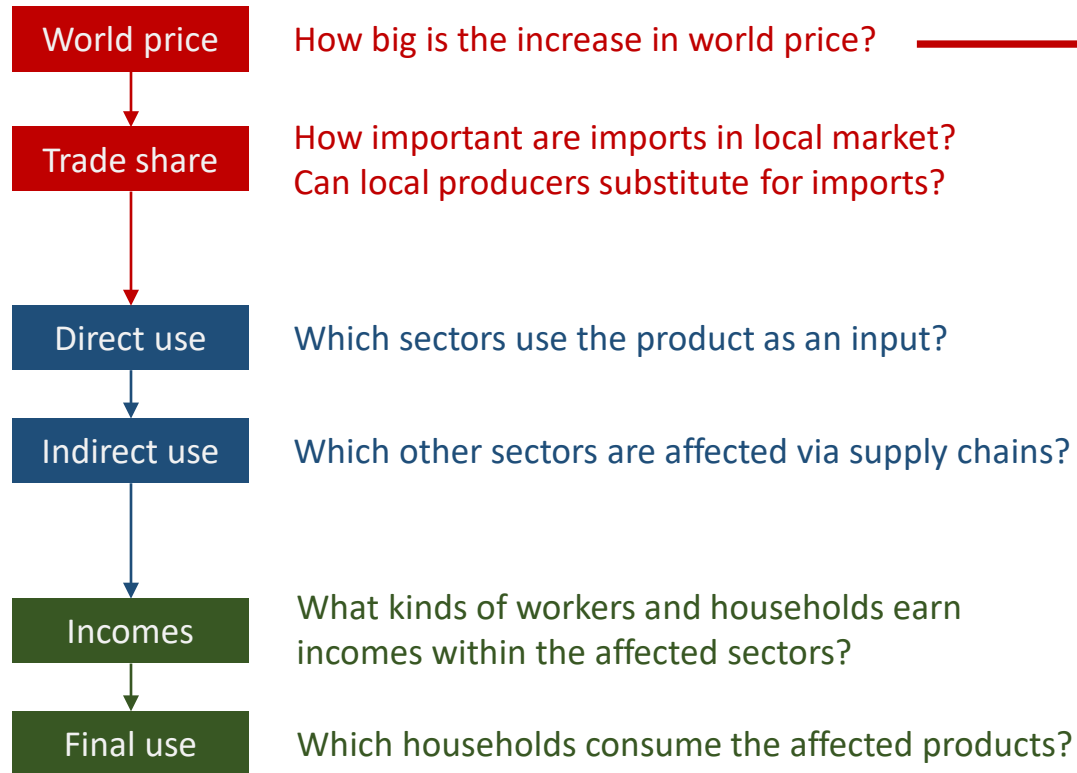 World price
How big is the increase in world price?
Trade share
How important are imports in local market?
Can local producers substitute for imports?
Direct use
Which sectors use the product as an input?
Indirect use
Which other sectors are affected via supply chains?
Incomes
What kinds of workers and households earn
incomes within the affected sectors?
Final use
Which households consume the affected products?